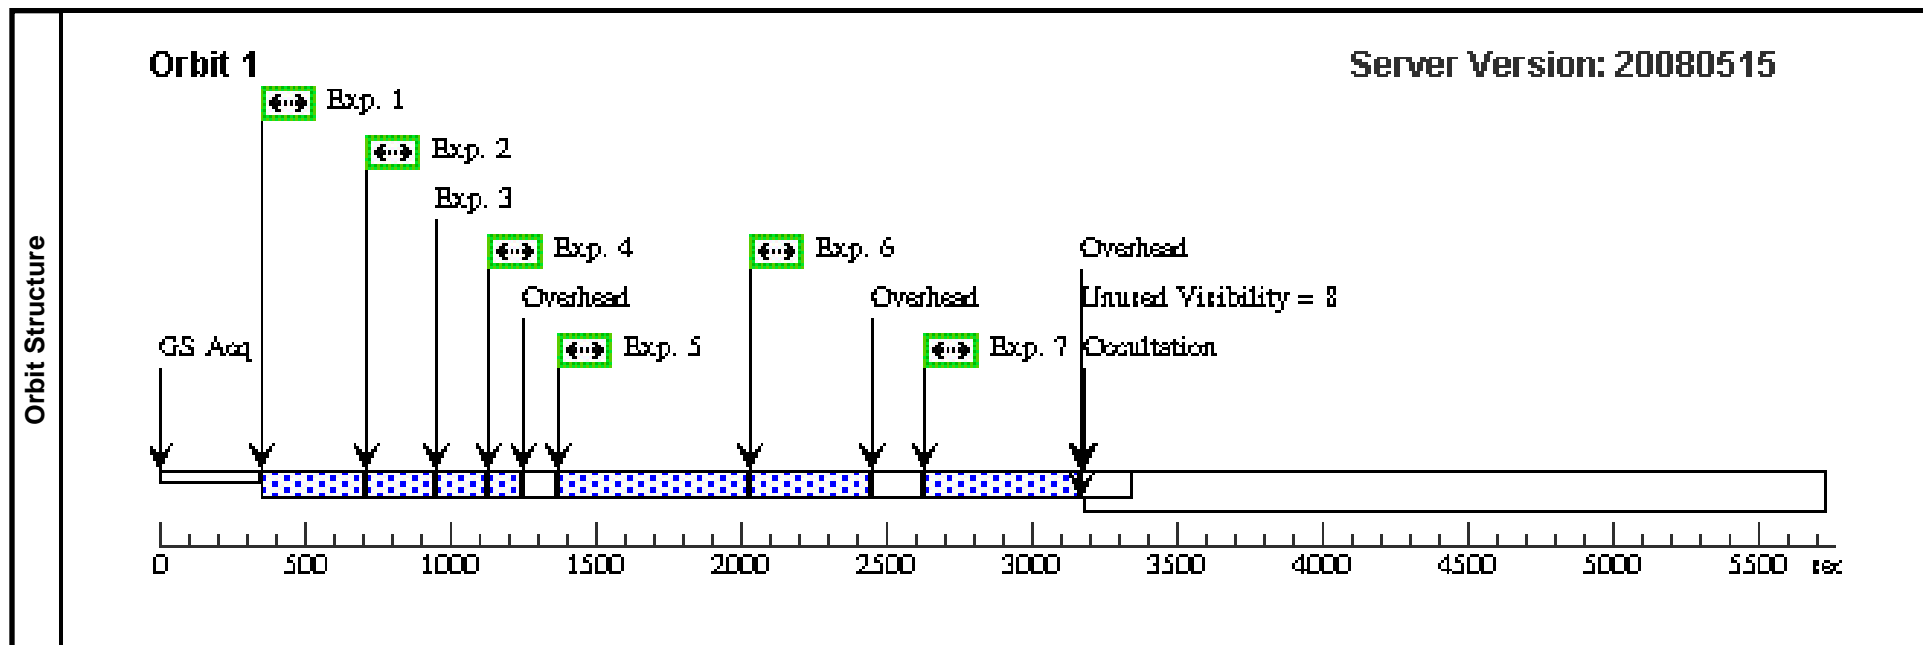 Orbit Structure
Orbit 1
Server Version: 20080515
Exp. 1
Exp. 2
Exp. 3
Exp. 4
Exp. 6
Overhead
Overhead
Overhead
Unused Visibility = 8
GS Acq
Exp. 5
Exp. 7
Occultation
0 500 1000 1500 2000 2500 3000 3500 4000 4500 5000 5500 sec